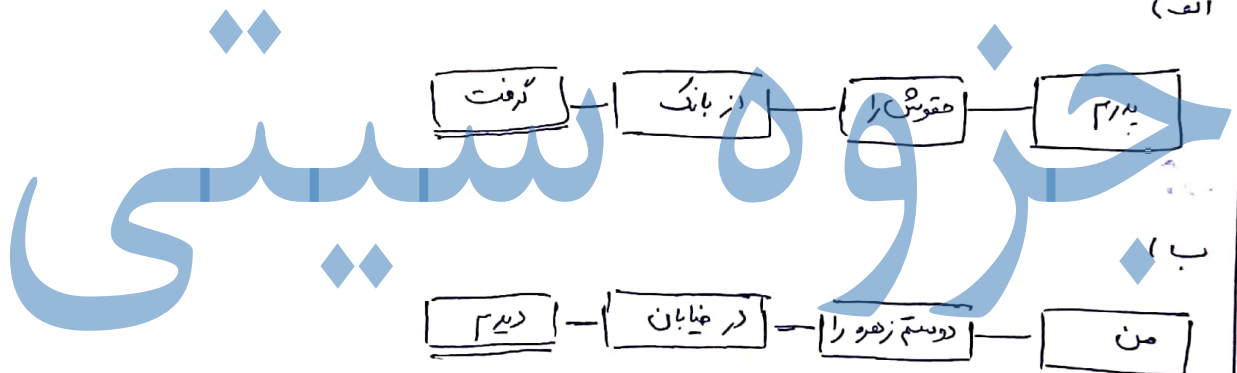 الف)
پدرم - حقوقش را - از بانک - گرفت
جزوه سیتی
ب)
من - دوستم زهره را - در خیابان - دیدم